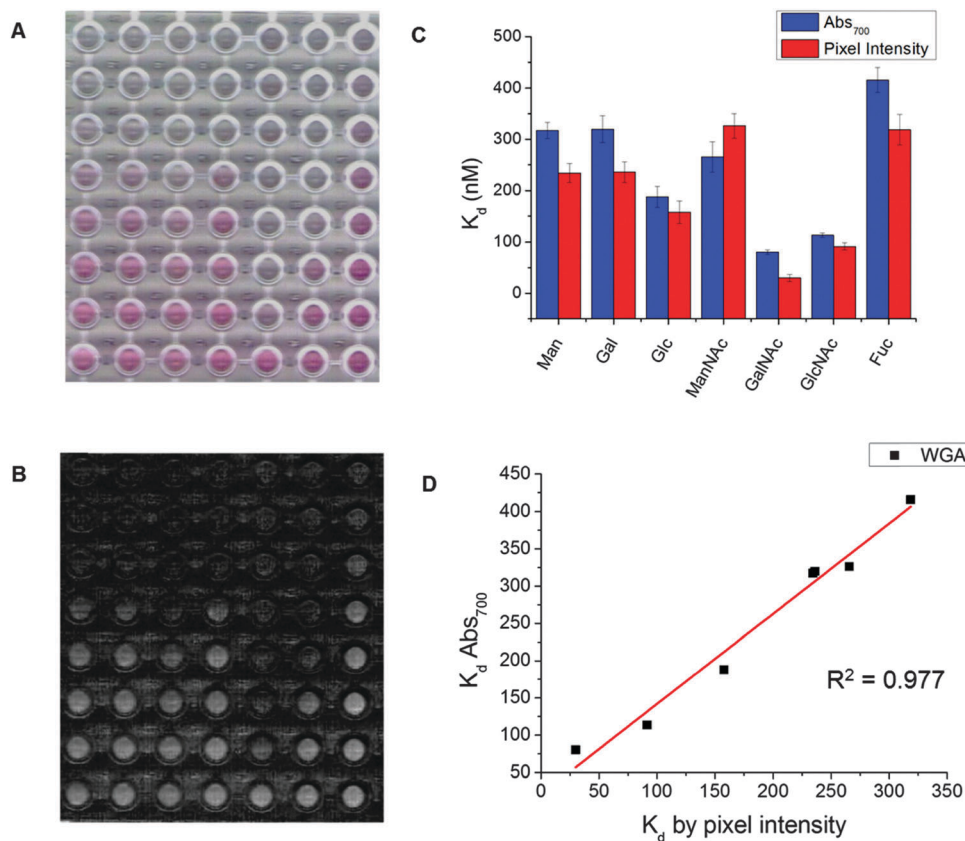 A
B
C
Abs700
Pixel Intensity
Kd (nM)
500
400
300
200
100
0
Man
Gal
Glc
ManNAc
GalNAc
GlcNAc
Fuc
D
WGA
Kd Abs700
450
400
350
300
250
200
150
100
50
R2 = 0.977
0
50
100
150
200
250
300
350
Kd by pixel intensity